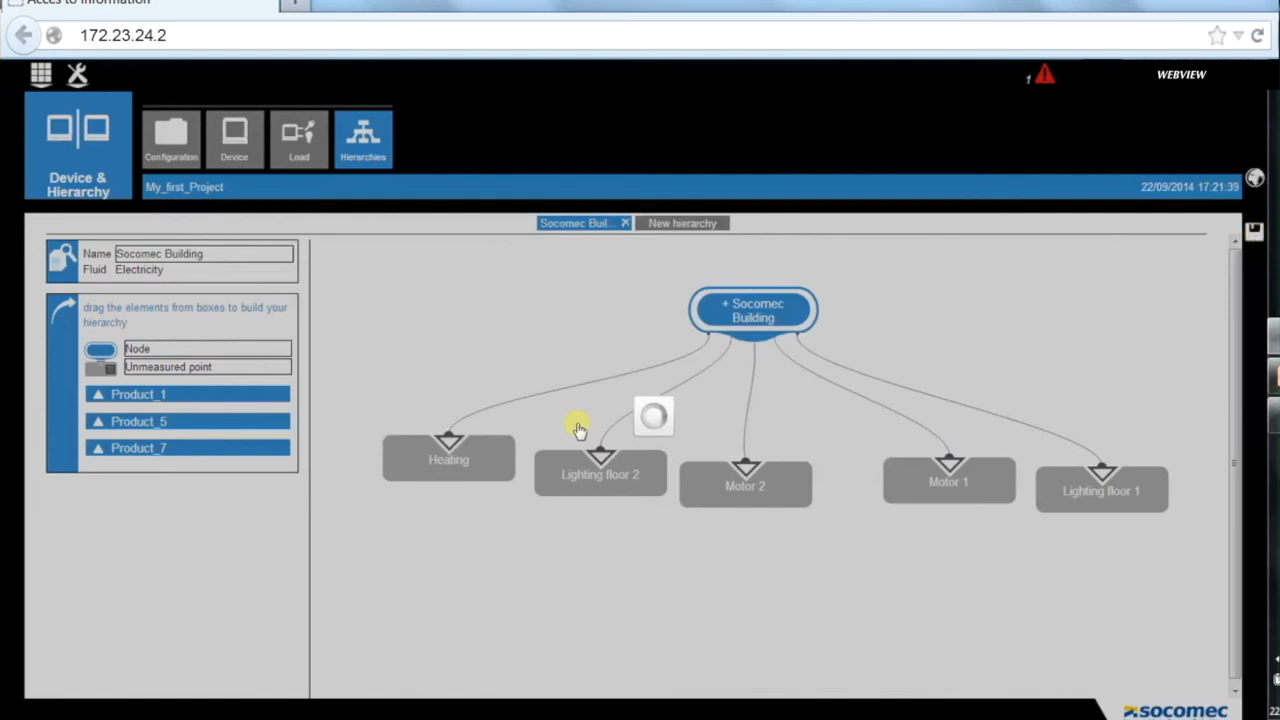 Acces to information
172.23.24.2
1
WEBVIEW
Configuration
Device
Load
Hierarchies
Device &
Hierarchy
My_first_Project
22/09/2014 17:21:39
Socomec Buil...
New hierarchy
Name Socomec Building
Fluid Electricity
drag the elements from boxes to build your
hierarchy
Node
Unmeasured point
Product_1
Product_5
Product_7
+ Socomec
Building
Heating
Lighting floor 2
Motor 2
Motor 1
Lighting floor 1
socomec